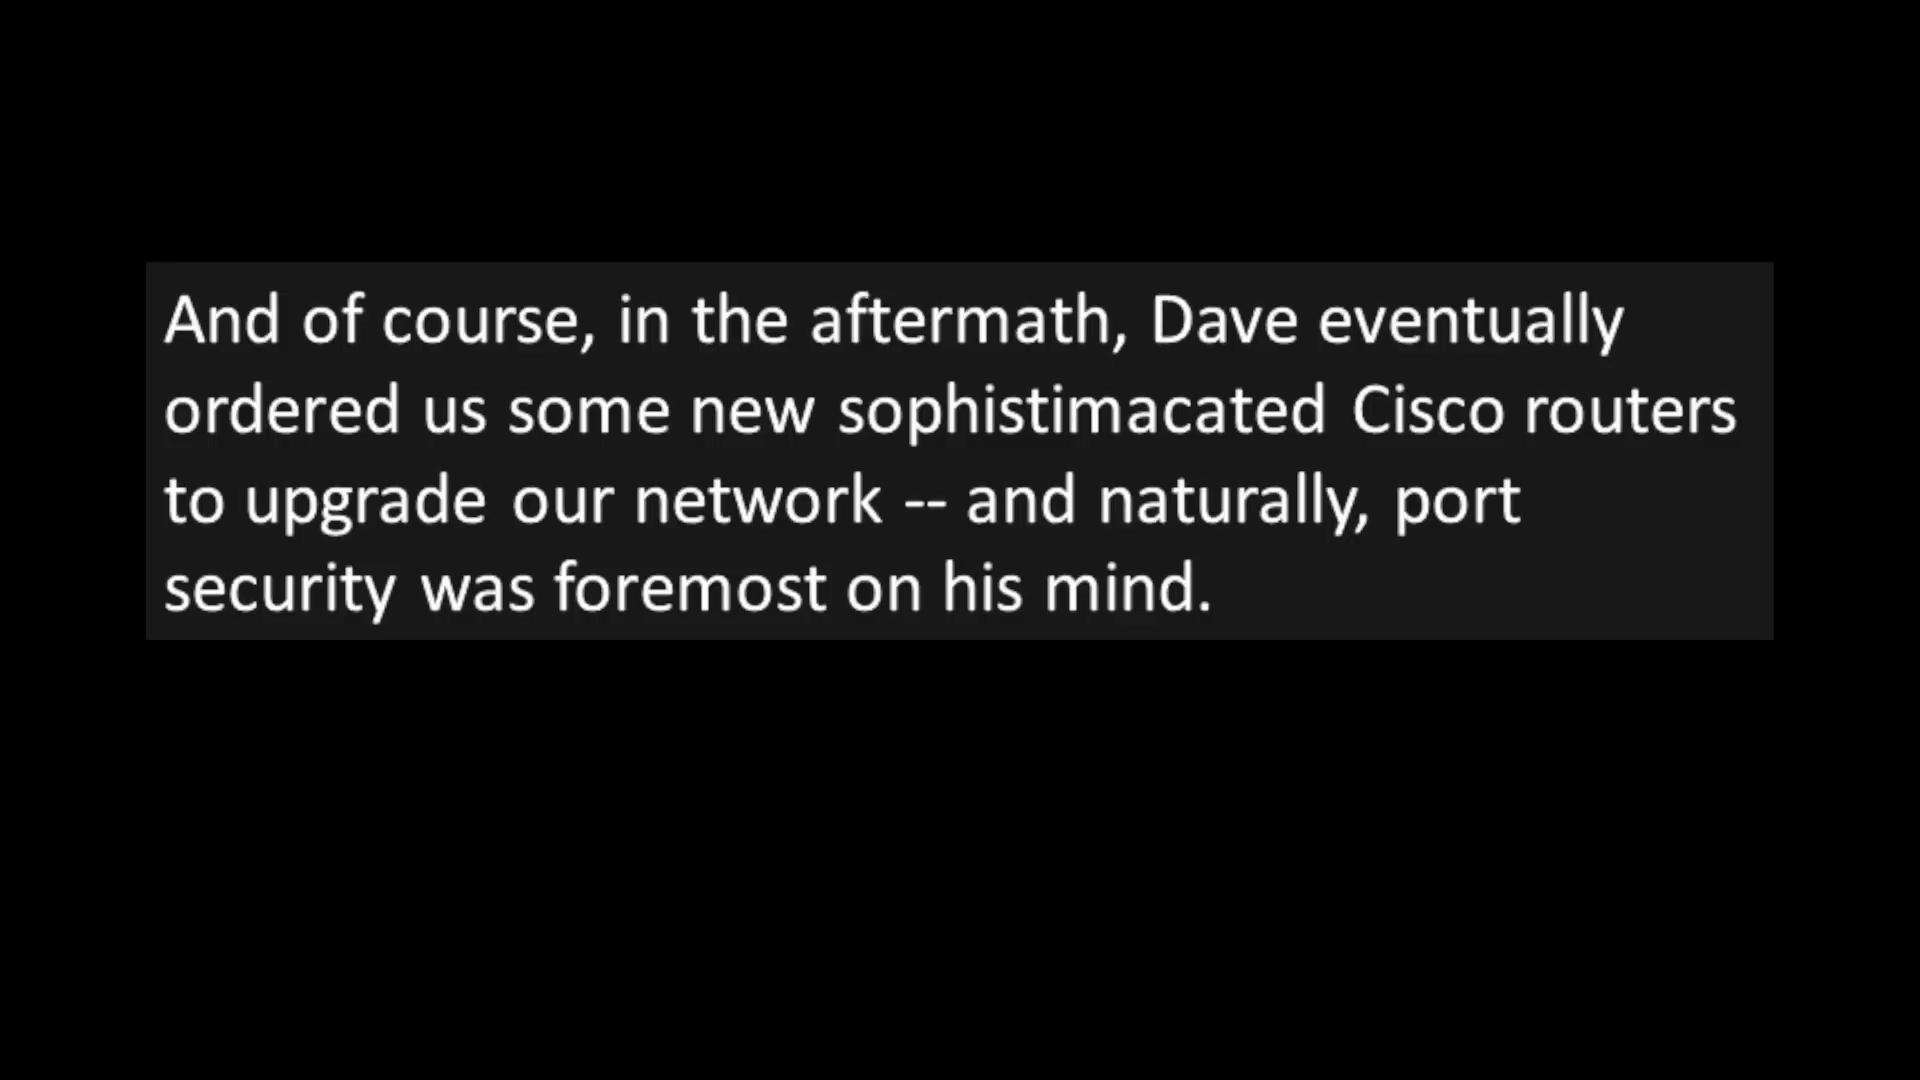 And of course, in the aftermath, Dave eventually
ordered us some new sophistimacated Cisco routers
to upgrade our network -- and naturally, port
security was foremost on his mind.